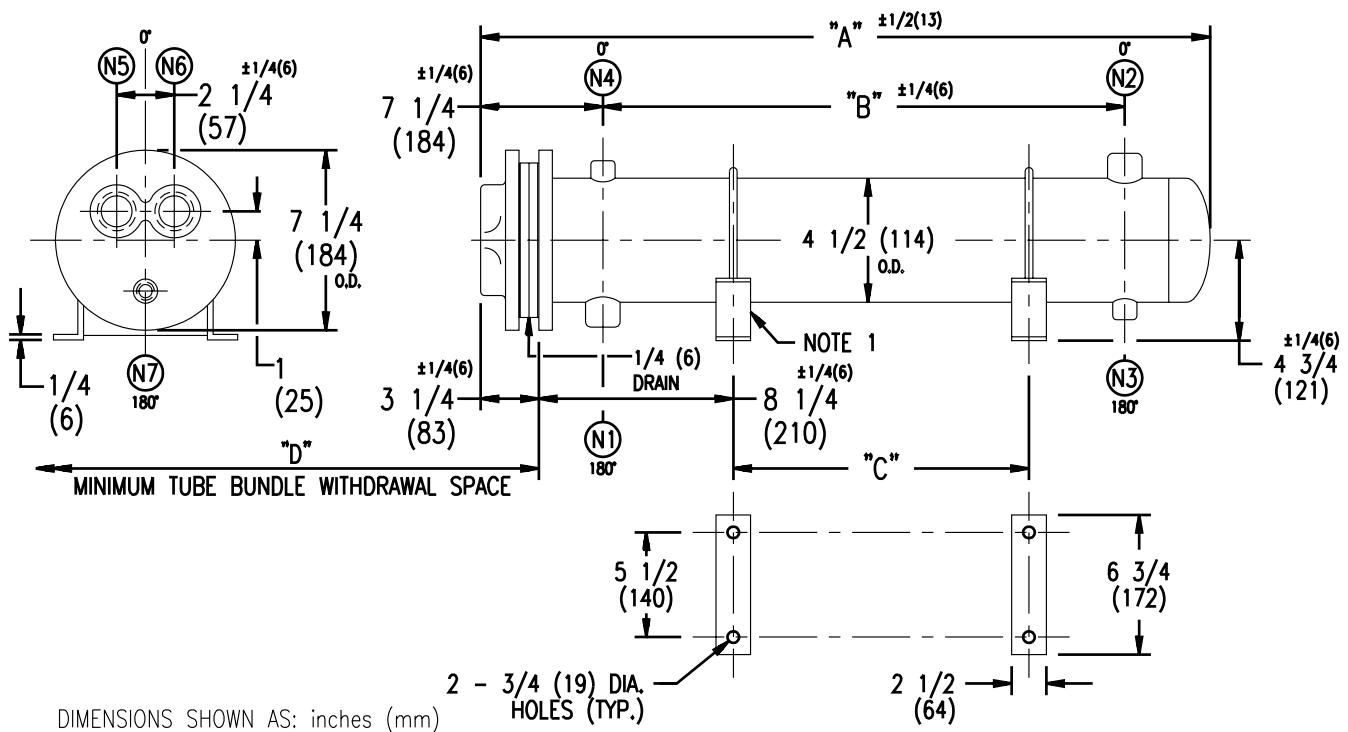 "A" ±1/2(13)
0°
N5 N6
±1/4(6)
2 1/4
(57)
±1/4(6)
7 1/4
(184)
0°
N4
"B" ±1/4(6)
0°
N2
7 1/4
(184)
O.D.
4 1/2 (114)
O.D.
1/4
(6)
N7
180°
1
(25)
±1/4(6)
3 1/4
(83)
1/4 (6)
DRAIN
NOTE 1
±1/4(6)
8 1/4
(210)
N1
180°
N3
180°
±1/4(6)
4 3/4
(121)
"D"
MINIMUM TUBE BUNDLE WITHDRAWAL SPACE
"C"
5 1/2
(140)
6 3/4
(172)
2 - 3/4 (19) DIA.
HOLES (TYP.)
2 1/2
(64)
DIMENSIONS SHOWN AS: inches (mm)